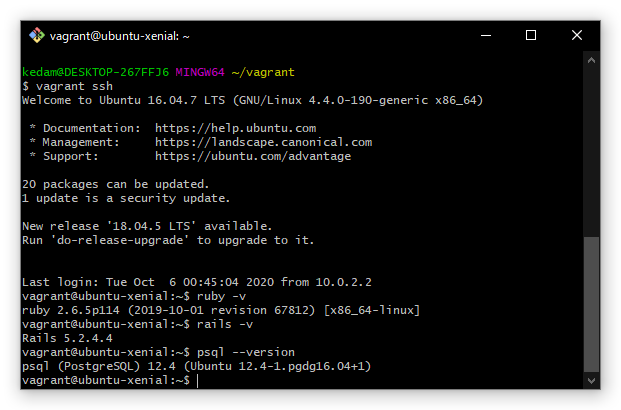 vagrant@ubuntu-xenial: ~
kedam@DESKTOP-267FFJ6 MINGW64 ~/vagrant
$ vagrant ssh
Welcome to Ubuntu 16.04.7 LTS (GNU/Linux 4.4.0-190-generic x86_64)
* Documentation:  https://help.ubuntu.com
* Management:     https://landscape.canonical.com
* Support:        https://ubuntu.com/advantage
20 packages can be updated.
1 update is a security update.
New release '18.04.5 LTS' available.
Run 'do-release-upgrade' to upgrade to it.
Last login: Tue Oct  6 00:45:04 2020 from 10.0.2.2
vagrant@ubuntu-xenial:~$ ruby -v
ruby 2.6.5p114 (2019-10-01 revision 67812) [x86_64-linux]
vagrant@ubuntu-xenial:~$ rails -v
Rails 5.2.4.4
vagrant@ubuntu-xenial:~$ psql --version
psql (PostgreSQL) 12.4 (Ubuntu 12.4-1.pgdg16.04+1)
vagrant@ubuntu-xenial:~$